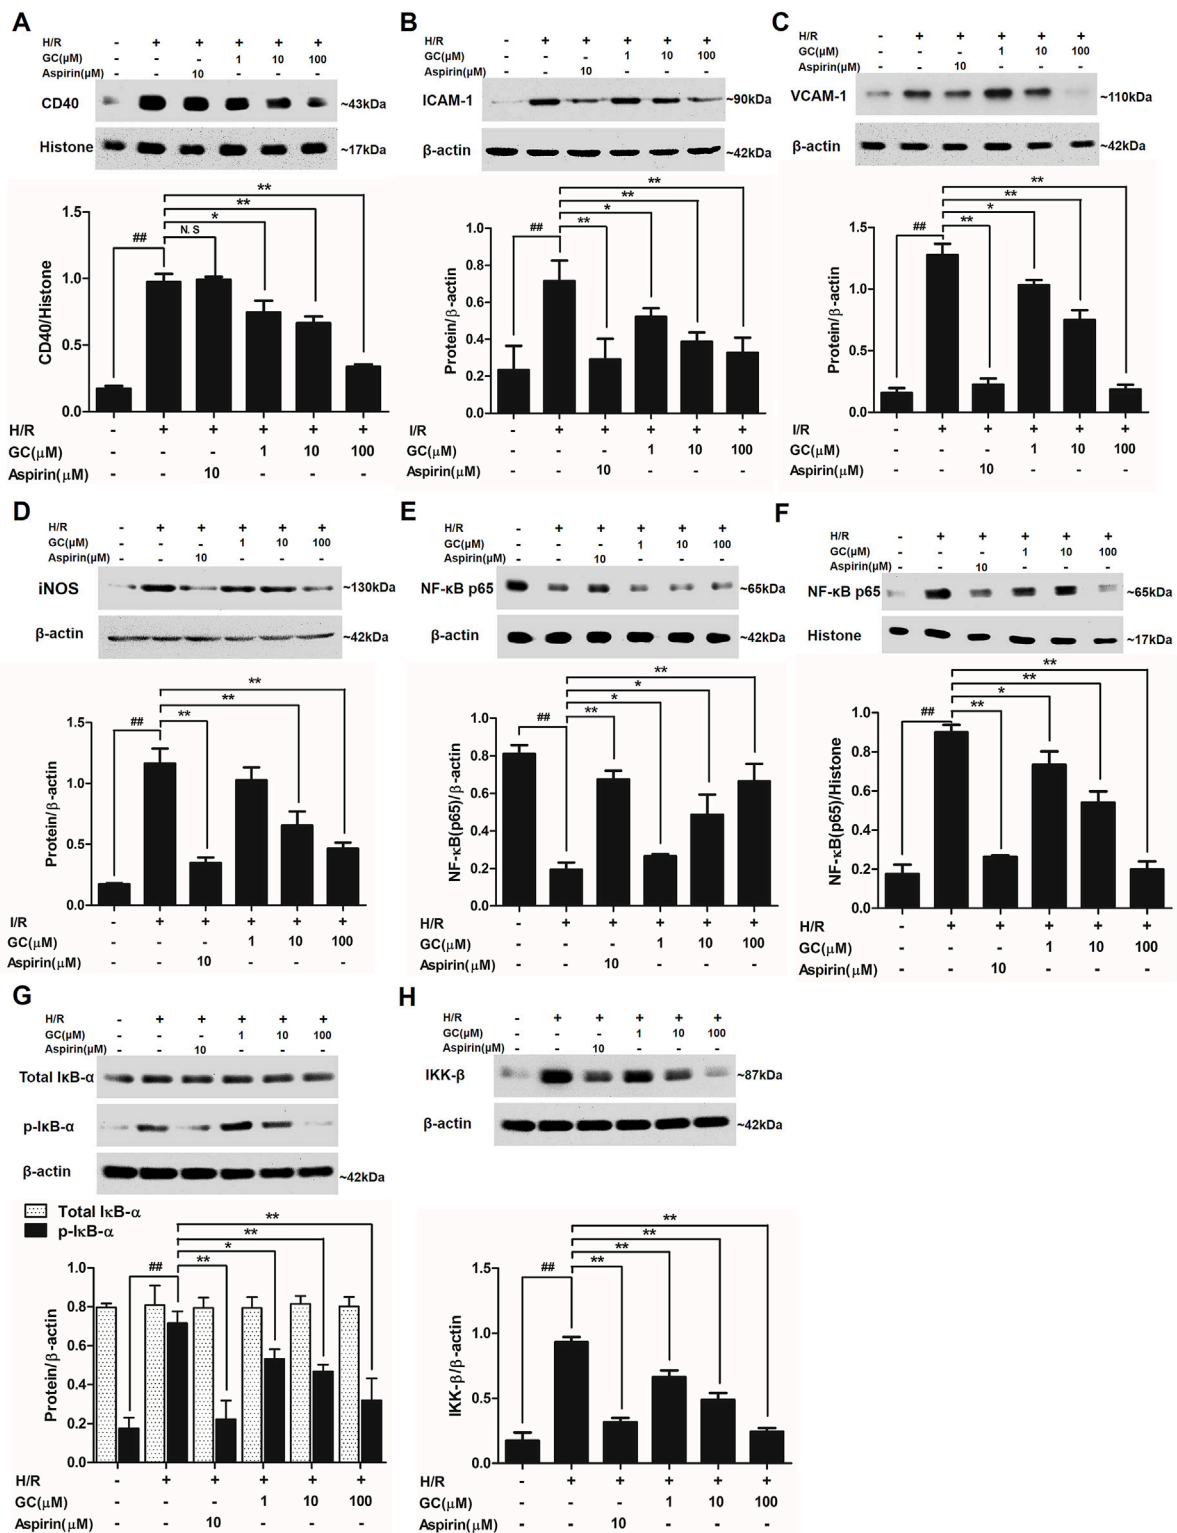 A
H/R - + + + + +
GC(μM) - - - 1 10 100
Aspirin(μM) - - 10 - - -
CD40 ~43kDa
Histone ~17kDa
**
**
*
N. S
##
CD40/Histone
1.5
1.0
0.5
0.0
H/R - + + + + +
GC(μM) - - - 1 10 100
Aspirin(μM) - - 10 - - -
B
H/R - + + + + +
GC(μM) - - - 1 10 100
Aspirin(μM) - - 10 - - -
ICAM-1 ~90kDa
β-actin ~42kDa
**
**
*
**
##
Protein/β-actin
1.0
0.8
0.6
0.4
0.2
0.0
I/R - + + + + +
GC(μM) - - - 1 10 100
Aspirin(μM) - - 10 - - -
C
H/R - + + + + +
GC(μM) - - - 1 10 100
Aspirin(μM) - - 10 - - -
VCAM-1 ~110kDa
β-actin ~42kDa
**
**
*
**
##
Protein/β-actin
1.5
1.0
0.5
0.0
I/R - + + + + +
GC(μM) - - - 1 10 100
Aspirin(μM) - - 10 - - -
D
H/R - + + + + +
GC(μM) - - - 1 10 100
Aspirin(μM) - - 10 - - -
iNOS ~130kDa
β-actin ~42kDa
**
**
**
##
Protein/β-actin
1.5
1.0
0.5
0.0
I/R - + + + + +
GC(μM) - - - 1 10 100
Aspirin(μM) - - 10 - - -
E
H/R - + + + + +
GC(μM) - - - 1 10 100
Aspirin(μM) - - 10 - - -
NF-κB p65 ~65kDa
β-actin ~42kDa
**
*
*
**
##
NF-κB(p65)/β-actin
1.0
0.8
0.6
0.4
0.2
0.0
H/R - + + + + +
GC(μM) - - - 1 10 100
Aspirin(μM) - - 10 - - -
F
H/R - + + + + +
GC(μM) - - - 1 10 100
Aspirin(μM) - - 10 - - -
NF-κB p65 ~65kDa
Histone ~17kDa
**
**
*
**
##
NF-κB(p65)/Histone
1.0
0.8
0.6
0.4
0.2
0.0
H/R - + + + + +
GC(μM) - - - 1 10 100
Aspirin(μM) - - 10 - - -
G
H/R - + + + + +
GC(μM) - - - 1 10 100
Aspirin(μM) - - 10 - - -
Total IκB-α
p-IκB-α
β-actin ~42kDa
Total IκB-α
p-IκB-α
**
**
*
**
##
Protein/β-actin
1.0
0.8
0.6
0.4
0.2
0.0
H/R - + + + + +
GC(μM) - - - 1 10 100
Aspirin(μM) - - 10 - - -
H
H/R - + + + + +
GC(μM) - - - 1 10 100
Aspirin(μM) - - 10 - - -
IKK-β ~87kDa
β-actin ~42kDa
**
**
**
**
##
IKK-β/β-actin
1.5
1.0
0.5
0.0
H/R - + + + + +
GC(μM) - - - 1 10 100
Aspirin(μM) - - 10 - - -